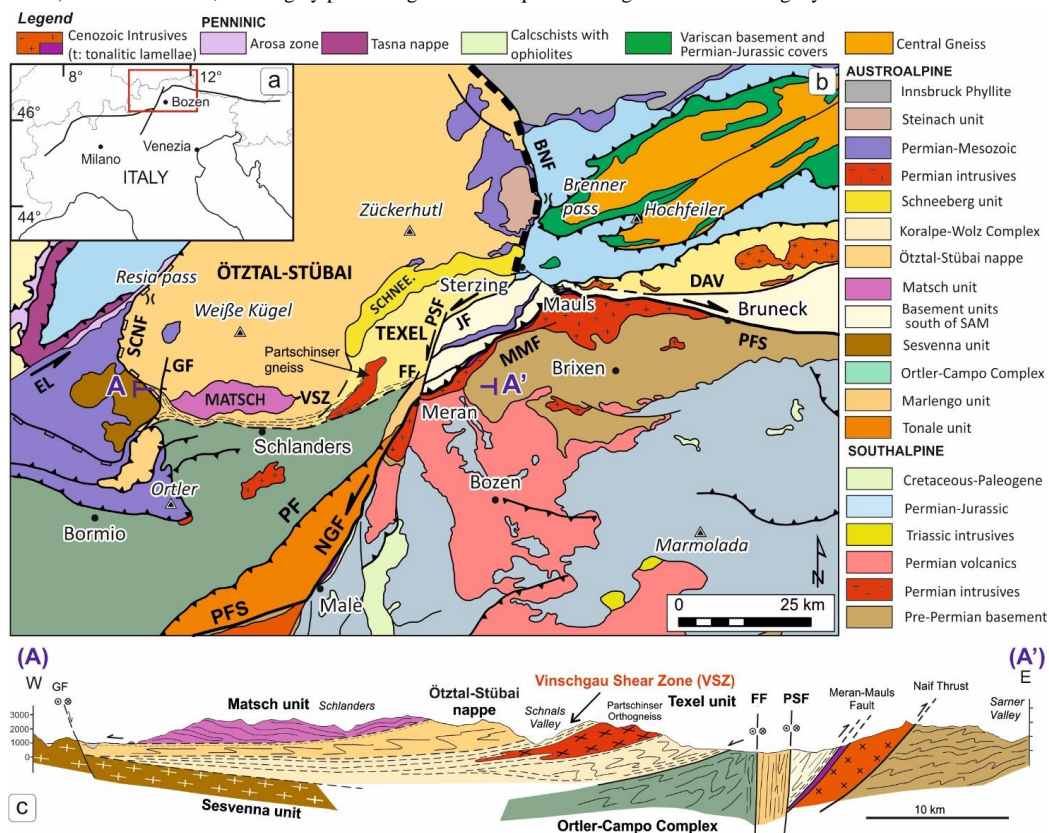 Legend
Cenozoic Intrusives
(t: tonalitic lamellae)
PENNINIC
Arosa zone
Tasna nappe
Calcschists with
ophiolites
Variscan basement and
Permian-Jurassic covers
Central Gneiss
a
8°
12°
46°
44°
Bozen
Milano
Venezia
ITALY
b
BNF
Brenner
pass
Hochfeiler
Zückerhutl
ÖTZTAL-STÜBAI
Resia pass
Weiße Kügel
SCHNEE.
Sterzing
DAV
SCNF
TEXEL
PSF
JF
Mauls
Bruneck
GF
Partschinser
gneiss
FF
MMF
PFS
EL
A
MATSCH
VSZ
Brixen
A'
Meran
Schlanders
Ortler
PF
Bozen
Bormio
NGF
Marmolada
N
PFS
Malè
0
25 km
AUSTROALPINE
Innsbruck Phyllite
Steinach unit
Permian-Mesozoic
Permian intrusives
Schneeberg unit
Koralpe-Wolz Complex
Ötztal-Stübai nappe
Matsch unit
Basement units
south of SAM
Sesvenna unit
Ortler-Campo Complex
Marlengo unit
Tonale unit
SOUTHALPINE
Cretaceous-Paleogene
Permian-Jurassic
Triassic intrusives
Permian volcanics
Permian intrusives
Pre-Permian basement
(A)
(A')
W
E
GF
3000
2000
1000
0
Matsch unit
Schlanders
Ötztal-Stübai
nappe
Vinschgau Shear Zone (VSZ)
Schnals
Valley
Partschinser
Orthogneiss
Texel unit
FF
PSF
Meran-Mauls
Fault
Naif Thrust
Sarner
Valley
Sesvenna unit
Ortler-Campo Complex
10 km
C